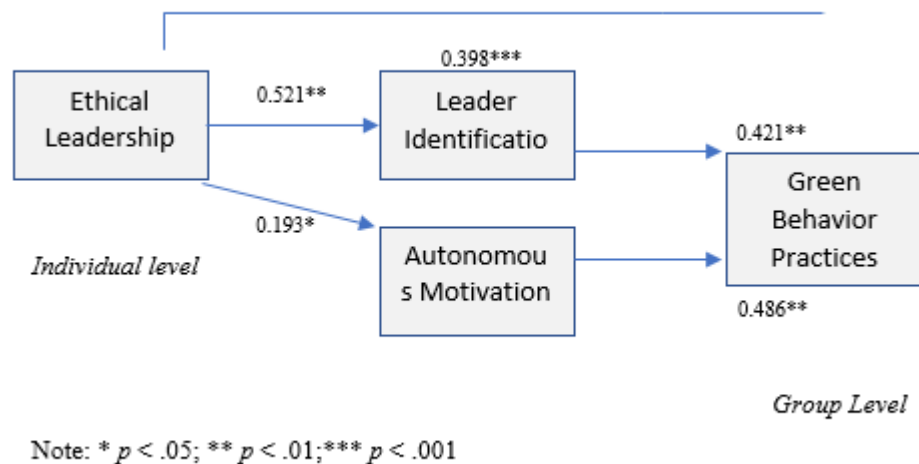 0.398***
Ethical
Leadership
0.521**
Leader
Identificatio
0.421**
Green
Behavior
Practices
0.193*
Individual level
Autonomou
s Motivation
0.486**
Group Level
Note: * p < .05; ** p < .01;*** p < .001